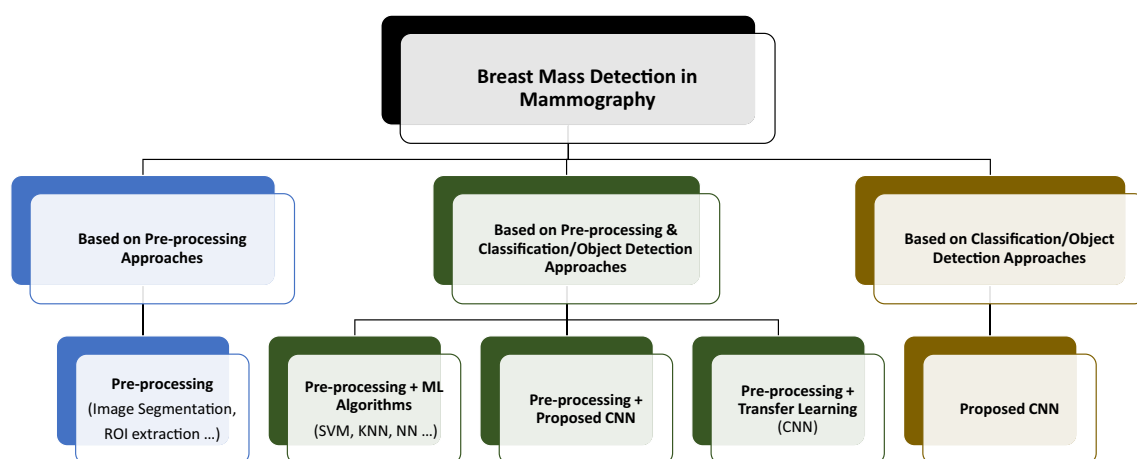 Breast Mass Detection in
Mammography
Based on Pre-processing
Approaches
Based on Pre-processing &
Classification/Object Detection
Approaches
Based on Classification/Object
Detection Approaches
Pre-processing
(Image Segmentation,
ROI extraction ...)
Pre-processing + ML
Algorithms
(SVM, KNN, NN ...)
Pre-processing +
Proposed CNN
Pre-processing +
Transfer Learning
(CNN)
Proposed CNN